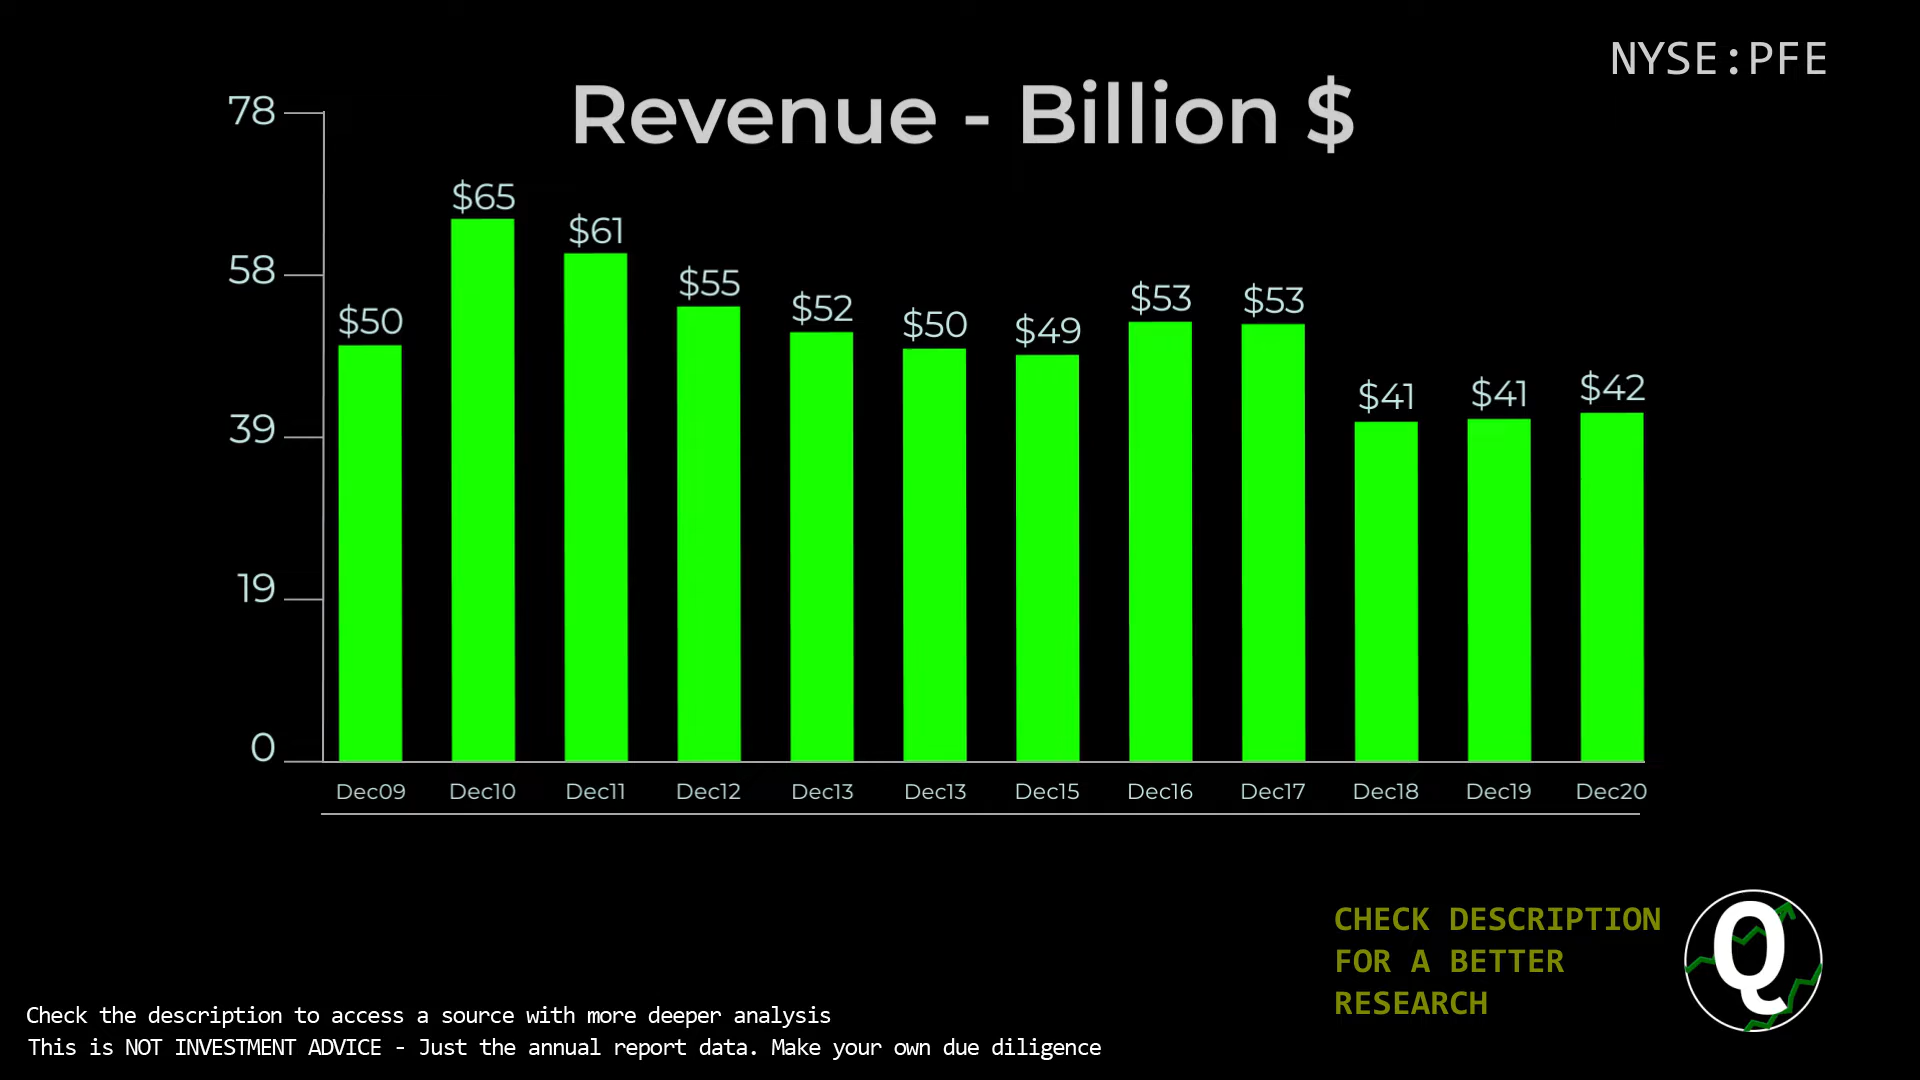 NYSE:PFE
Revenue - Billion $
78
58
39
19
0
$50
$65
$61
$55
$52
$50
$49
$53
$53
$41
$41
$42
Dec09 Dec10 Dec11 Dec12 Dec13 Dec13 Dec15 Dec16 Dec17 Dec18 Dec19 Dec20
CHECK DESCRIPTION
FOR A BETTER
RESEARCH
Q
Check the description to access a source with more deeper analysis
This is NOT INVESTMENT ADVICE - Just the annual report data. Make your own due diligence